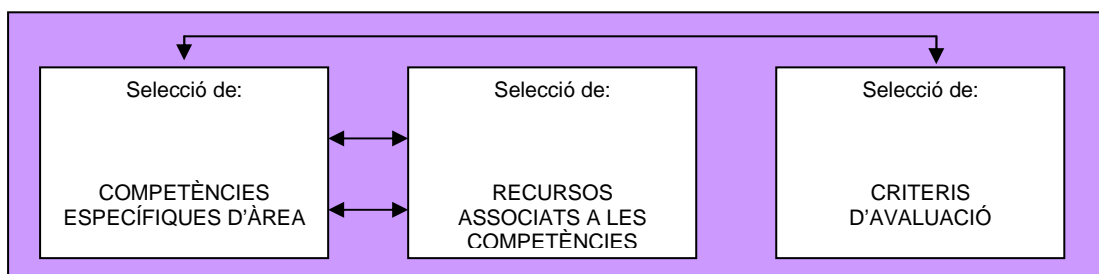 Selecció de:
COMPETÈNCIES
ESPECÍFIQUES D'ÀREA
Selecció de:
RECURSOS
ASSOCIATS A LES
COMPETÈNCIES
Selecció de:
CRITERIS
D'AVALUACIÓ